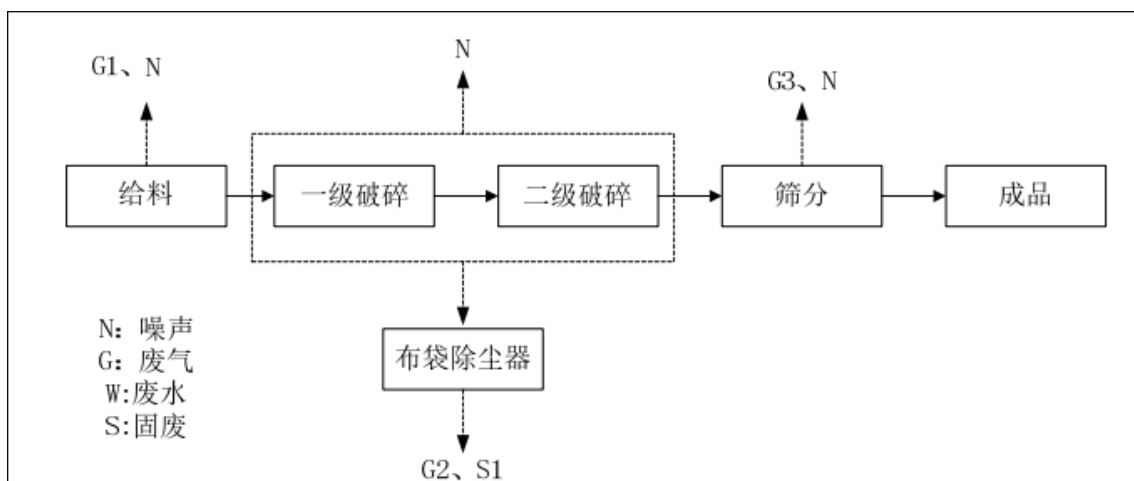 G1、N
N
G3、N
给料
一级破碎
二级破碎
筛分
成品
布袋除尘器
G2、S1
N：噪声
G：废气
W:废水
S:固废